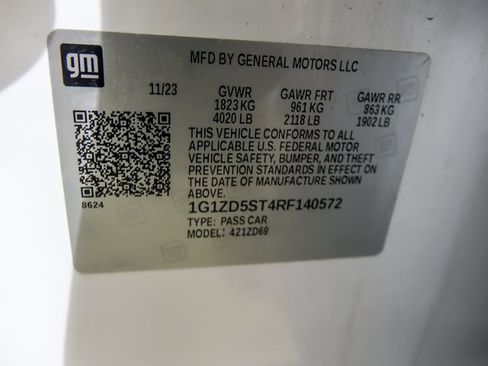 gm
MFD BY GENERAL MOTORS LLC
11/23 GVWR GAWR FRT GAWR RR
1823 KG 961 KG 863 KG
4020 LB 2118 LB 1902 LB
THIS VEHICLE CONFORMS TO ALL
APPLICABLE U.S. FEDERAL MOTOR
VEHICLE SAFETY, BUMPER, AND THEFT
PREVENTION STANDARDS IN EFFECT ON
THE DATE OF MANUFACTURE SHOWN
ABOVE.
8624
1G1ZD5ST4RF140572
TYPE: PASS CAR
MODEL: 421ZD69